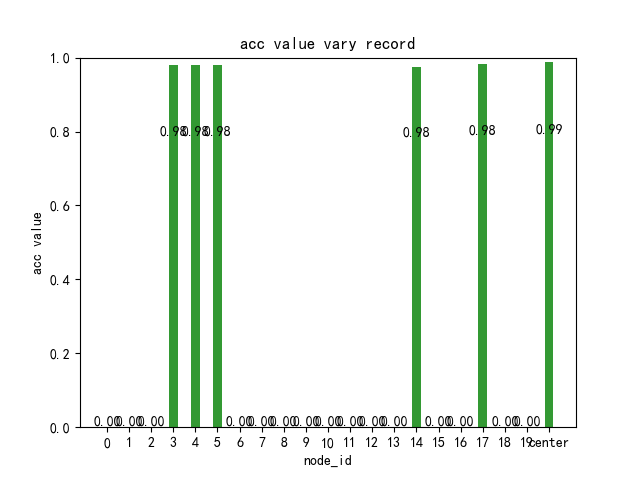 acc value vary record
acc value
1.0
0.8
0.6
0.4
0.2
0.0
0.98 0.98 0.98 0.98 0.98 0.99
0.00 0.00 0.00 0.00 0.00 0.00 0.00 0.00 0.00 0.00 0.00 0.00 0.00 0.00 0.00
0 1 2 3 4 5 6 7 8 9 10 11 12 13 14 15 16 17 18 19 center
node_id